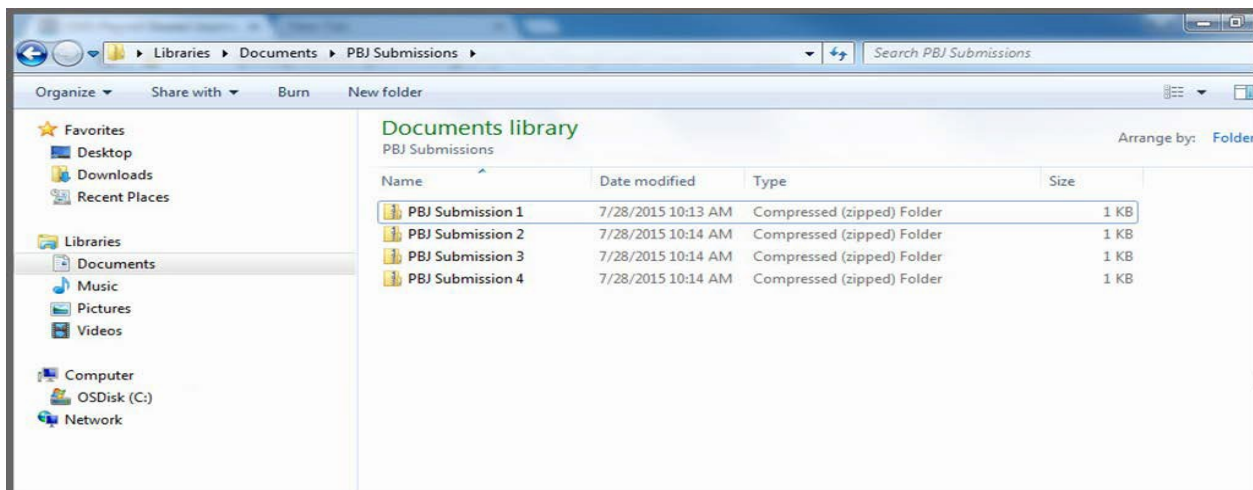 Libraries Documents PBJ Submissions Search PBJ Submissions
Organize Share with Burn New folder
Favorites
Desktop
Downloads
Recent Places
Libraries
Documents
Music
Pictures
Videos
Computer
OSDisk (C:)
Network
Documents library
PBJ Submissions
Arrange by: Folder
Name Date modified Type Size
PBJ Submission 1 7/28/2015 10:13 AM Compressed (zipped) Folder 1 KB
PBJ Submission 2 7/28/2015 10:14 AM Compressed (zipped) Folder 1 KB
PBJ Submission 3 7/28/2015 10:14 AM Compressed (zipped) Folder 1 KB
PBJ Submission 4 7/28/2015 10:14 AM Compressed (zipped) Folder 1 KB